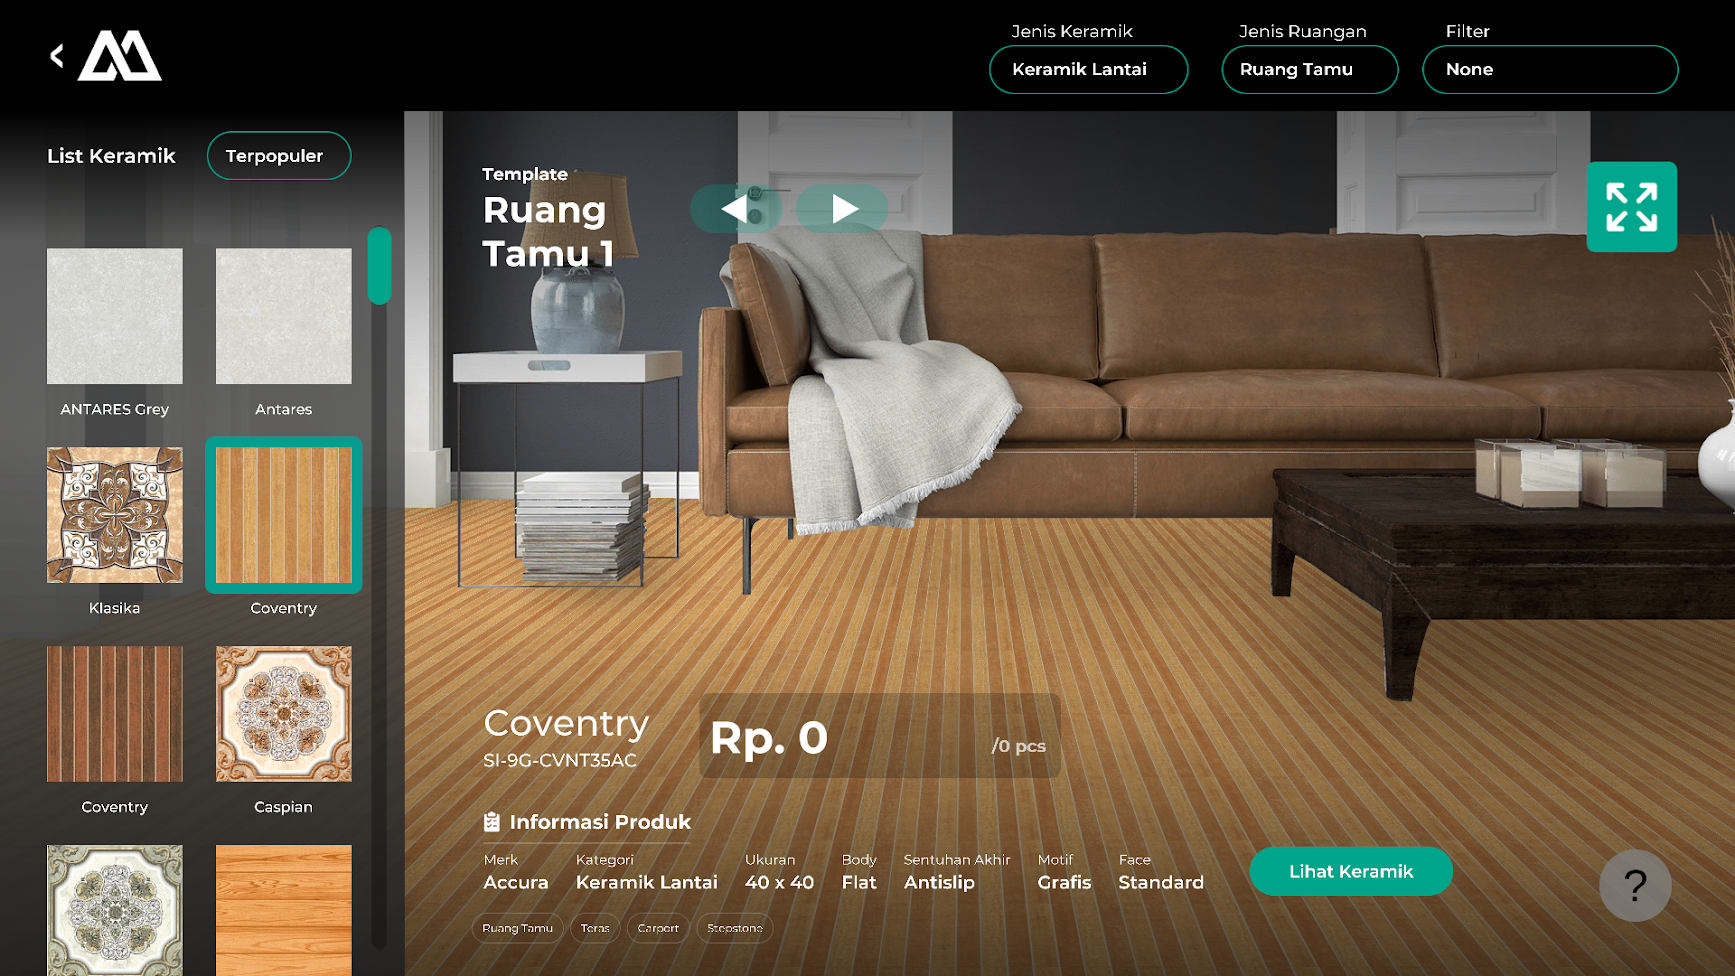 Jenis Keramik
Keramik Lantai
Jenis Ruangan
Ruang Tamu
Filter
None
List Keramik
Terpopuler
ANTARES Grey
Antares
Klasika
Coventry
Coventry
Caspian
Template
Ruang
Tamu 1
Coventry
SI-9G-CVNT35AC
Rp. 0
/0 pcs
Informasi Produk
Merk
Accura
Kategori
Keramik Lantai
Ukuran
40 x 40
Body
Flat
Sentuhan Akhir
Antislip
Motif
Grafis
Face
Standard
Ruang Tamu
Teras
Carport
Stepstone
Lihat Keramik
?